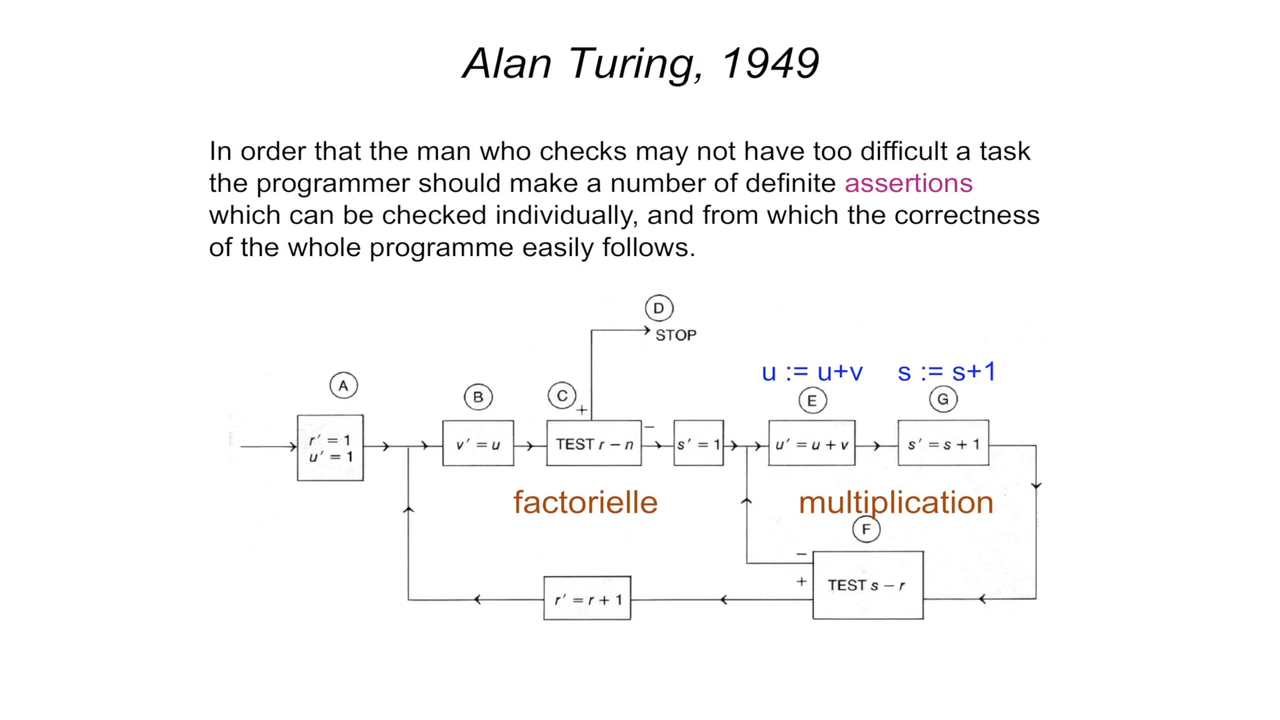 Alan Turing, 1949
In order that the man who checks may not have too difficult a task
the programmer should make a number of definite assertions
which can be checked individually, and from which the correctness
of the whole programme easily follows.
D
STOP
u := u+v s := s+1
A
B
C
E
G
+
−
r′ = 1
u′ = 1
v′ = u
TEST r − n
s′ = 1
u′ = u + v
s′ = s + 1
factorielle
multiplication
F
−
+
TEST s − r
r′ = r + 1